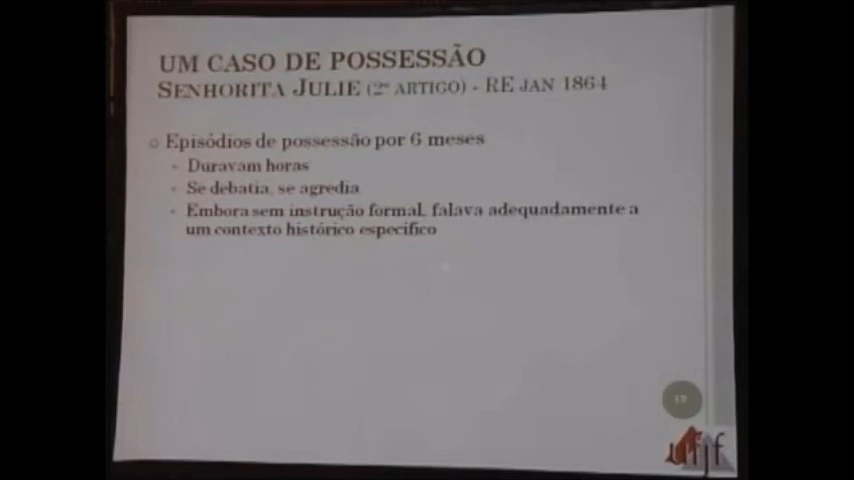 UM CASO DE POSSESSÃO
SENHORITA JULIE (2º ARTIGO) - RE JAN 1864
Episódios de possessão por 6 meses
Duravam horas
Se debatia, se agredia
Embora sem instrução formal, falava adequadamente a
um contexto histórico específico
ufjf